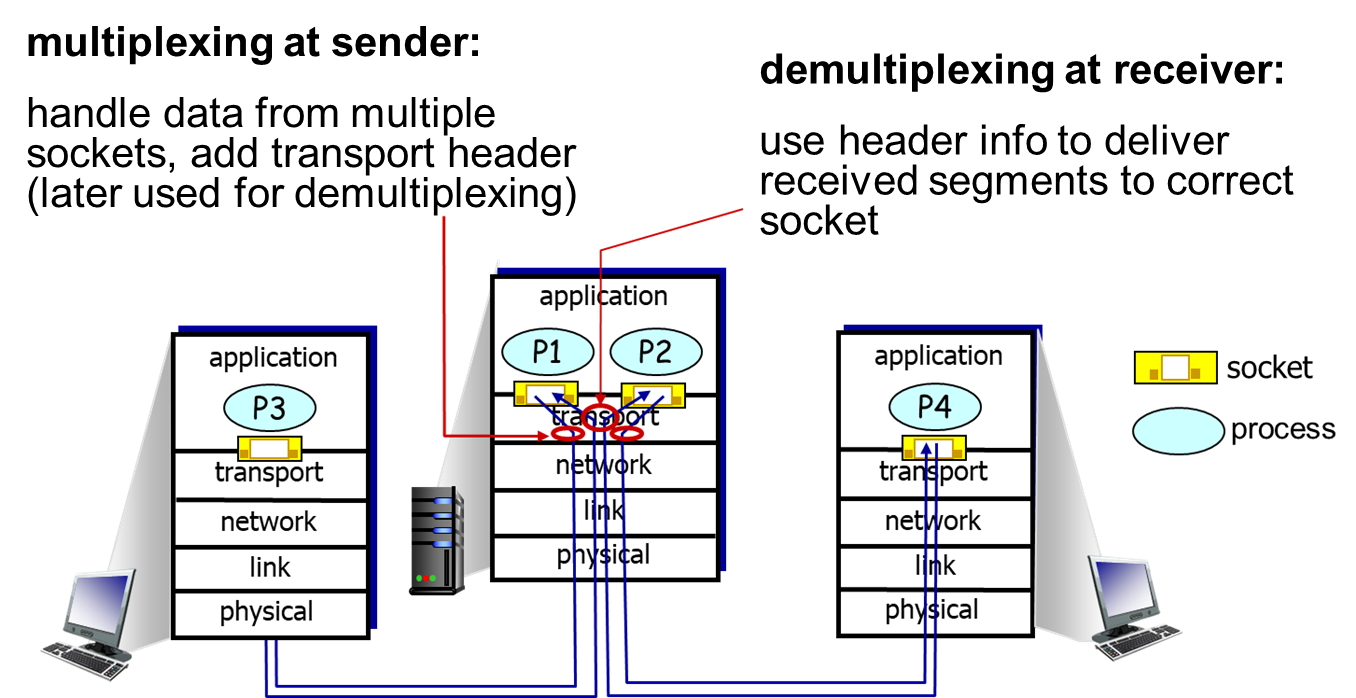 multiplexing at sender:
handle data from multiple
sockets, add transport header
(later used for demultiplexing)
demultiplexing at receiver:
use header info to deliver
received segments to correct
socket
application
P3
transport
network
link
physical
application
P1 P2
transport
network
link
physical
application
P4
transport
network
link
physical
socket
process